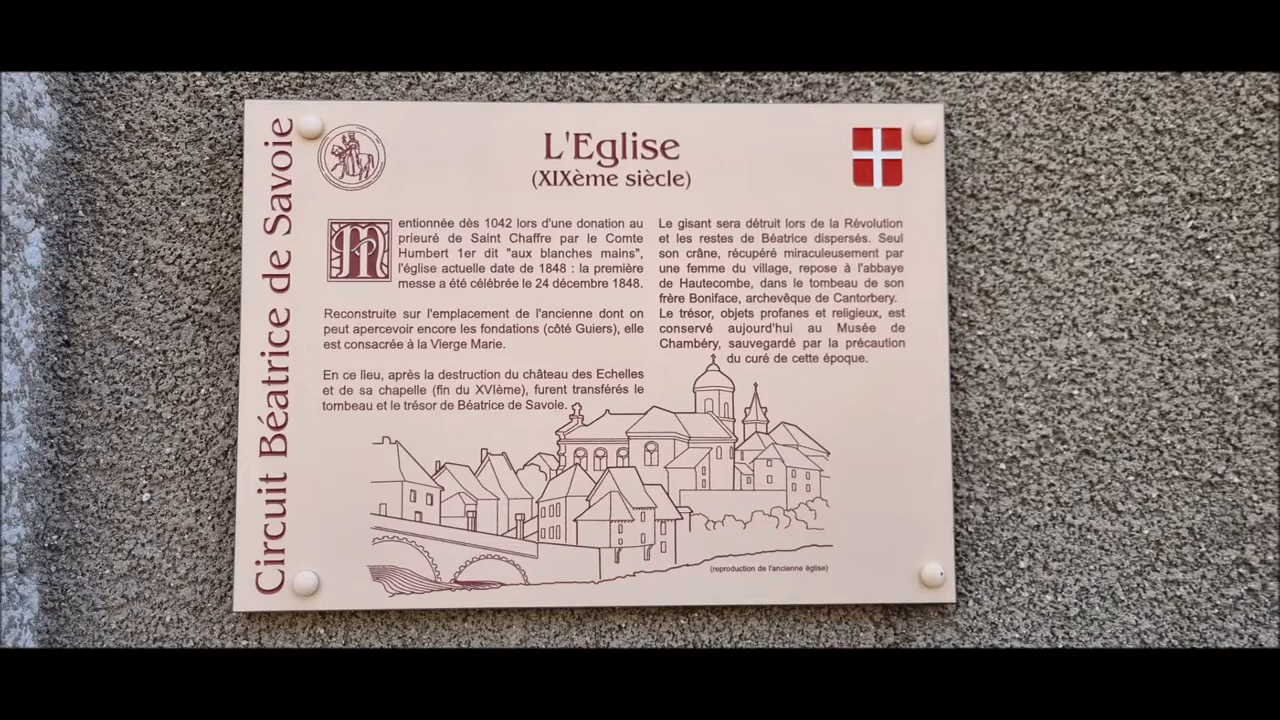 Circuit Béatrice de Savoie
L'Eglise
(XIXème siècle)
Mentionnée dès 1042 lors d'une donation au
prieuré de Saint Chaffre par le Comte
Humbert 1er dit "aux blanches mains",
l'église actuelle date de 1848 : la première
messe a été célébrée le 24 décembre 1848.
Reconstruite sur l'emplacement de l'ancienne dont on
peut apercevoir encore les fondations (côté Guiers), elle
est consacrée à la Vierge Marie.
En ce lieu, après la destruction du château des Echelles
et de sa chapelle (fin du XVIème), furent transférés le
tombeau et le trésor de Béatrice de Savoie.
Le gisant sera détruit lors de la Révolution
et les restes de Béatrice dispersés. Seul
son crâne, récupéré miraculeusement par
une femme du village, repose à l'abbaye
de Hautecombe, dans le tombeau de son
frère Boniface, archevêque de Cantorbery.
Le trésor, objets profanes et religieux, est
conservé aujourd'hui au Musée de
Chambéry, sauvegardé par la précaution
du curé de cette époque.
(reproduction de l'ancienne église)